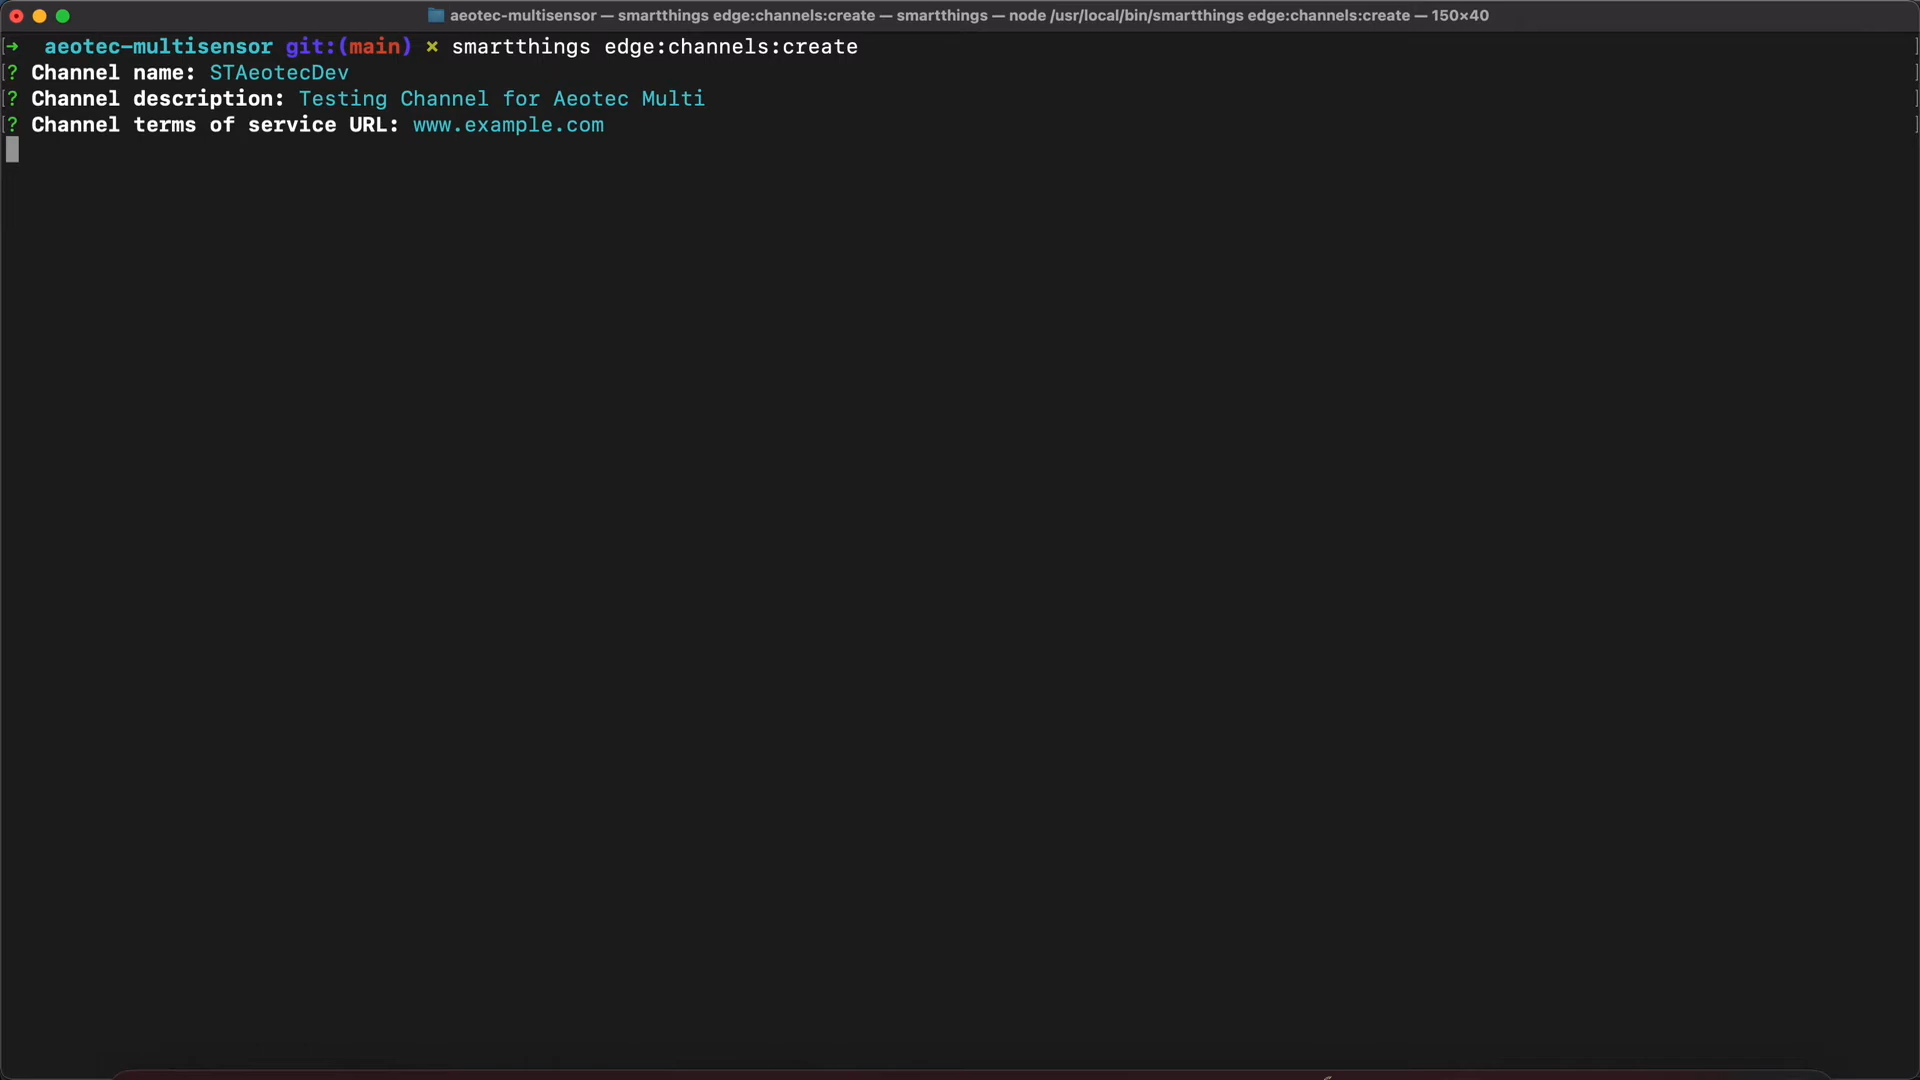 aeotec-multisensor — smartthings edge:channels:create — smartthings — node /usr/local/bin/smartthings edge:channels:create — 150×40
➜ aeotec-multisensor git:(main) × smartthings edge:channels:create
? Channel name: STAeotecDev
? Channel description: Testing Channel for Aeotec Multi
? Channel terms of service URL: www.example.com